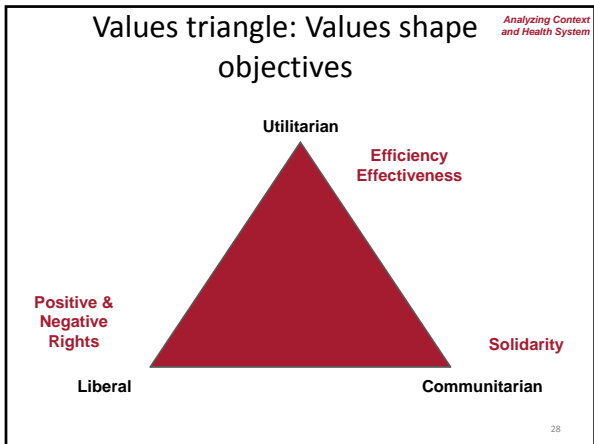 Values triangle: Values shape
objectives
Analyzing Context
and Health System
Utilitarian
Efficiency
Effectiveness
Positive &
Negative
Rights
Solidarity
Liberal
Communitarian
28